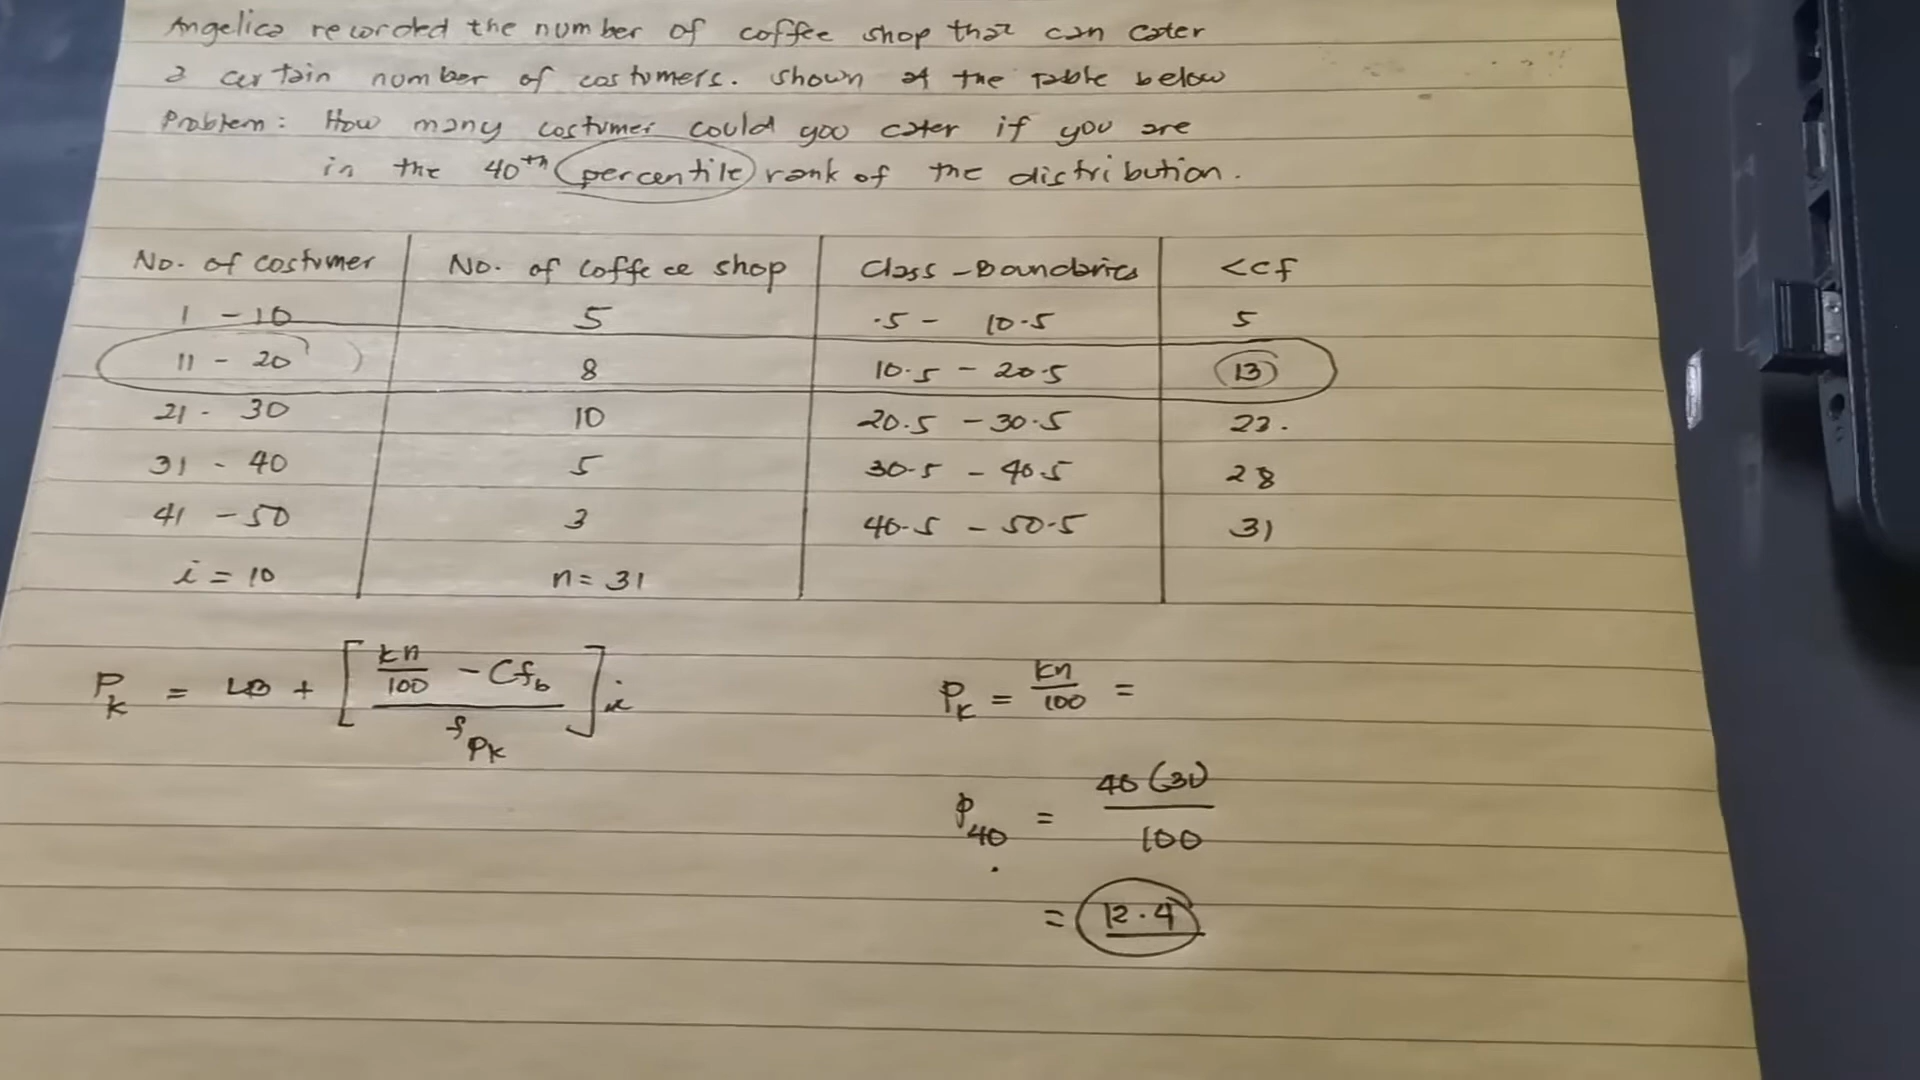 Angelica recorded the number of coffee shop that can cater
a certain number of costumers. shown at the table below
Problem: How many costumer could you cater if you are
in the 40th percentile rank of the distribution.
No. of costumer No. of coffee shop Class-Boundaries <cf
1 - 10 5 .5 - 10.5 5
11 - 20 8 10.5 - 20.5 13
21 - 30 10 20.5 - 30.5 23.
31 - 40 5 30.5 - 40.5 28
41 - 50 3 40.5 - 50.5 31
i = 10 n = 31
Pk = LB + [ (kn/100 - Cfb) / fPk ] i
Pk = kn/100 =
P40 = 40(31)/100
= 12.4